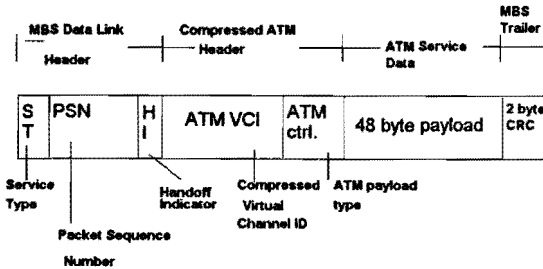 MBS Data Link
Header
Compressed ATM
Header
ATM Service
Data
MBS
Trailer
S
T
PSN
H
I
ATM VCI
ATM
ctrl.
48 byte payload
2 byte
CRC
Service
Type
Handoff
Indicator
Compressed
Virtual
Channel ID
ATM payload
type
Packet Sequence
Number